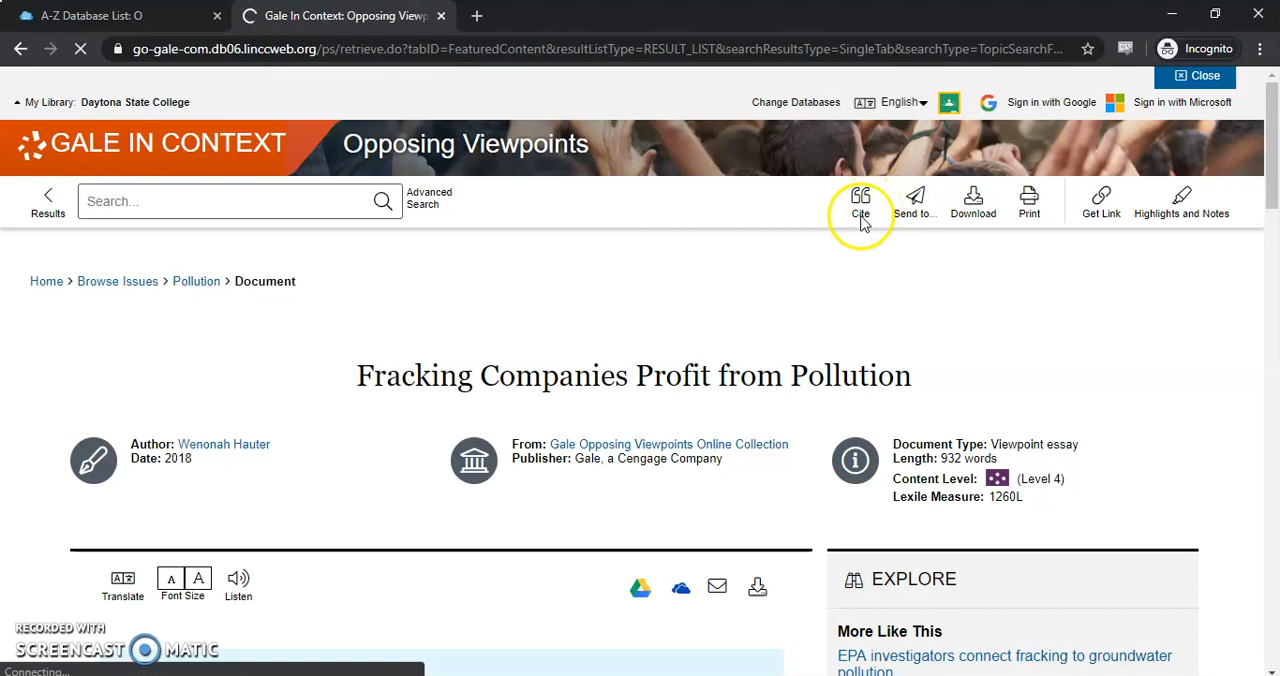 A-Z Database List: O
Gale In Context: Opposing Viewp
go-gale-com.db06.linccweb.org/ps/retrieve.do?tabID=FeaturedContent&resultListType=RESULT_LIST&searchResultsType=SingleTab&searchType=TopicSearchF...
Incognito
Close
My Library: Daytona State College
Change Databases
English
Sign in with Google
Sign in with Microsoft
GALE IN CONTEXT
Opposing Viewpoints
Results
Search...
Advanced
Search
Cite
Send to...
Download
Print
Get Link
Highlights and Notes
Home > Browse Issues > Pollution > Document
Fracking Companies Profit from Pollution
Author: Wenonah Hauter
Date: 2018
From: Gale Opposing Viewpoints Online Collection
Publisher: Gale, a Cengage Company
Document Type: Viewpoint essay
Length: 932 words
Content Level: (Level 4)
Lexile Measure: 1260L
Translate
A A
Font Size
Listen
EXPLORE
More Like This
EPA investigators connect fracking to groundwater
pollution
RECORDED WITH
SCREENCAST MATIC
Connecting...